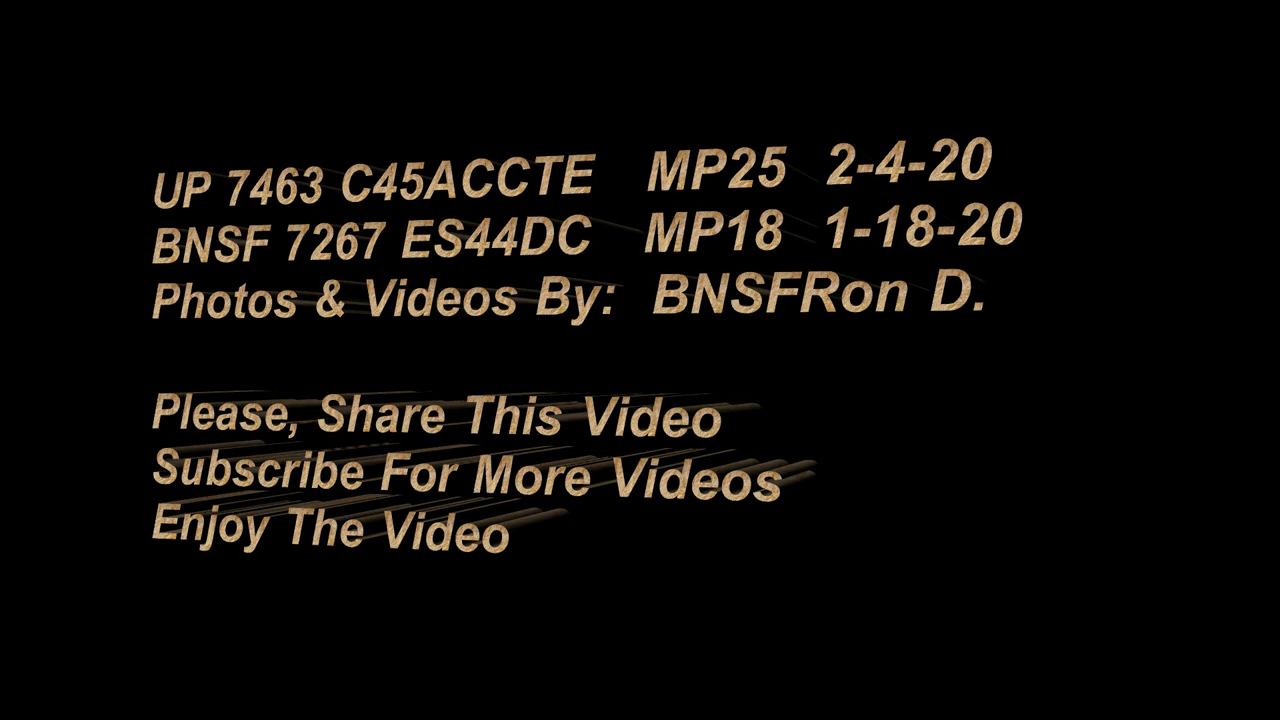 UP 7463 C45ACCTE MP25 2-4-20
BNSF 7267 ES44DC MP18 1-18-20
Photos & Videos By: BNSFRon D.
Please, Share This Video
Subscribe For More Videos
Enjoy The Video